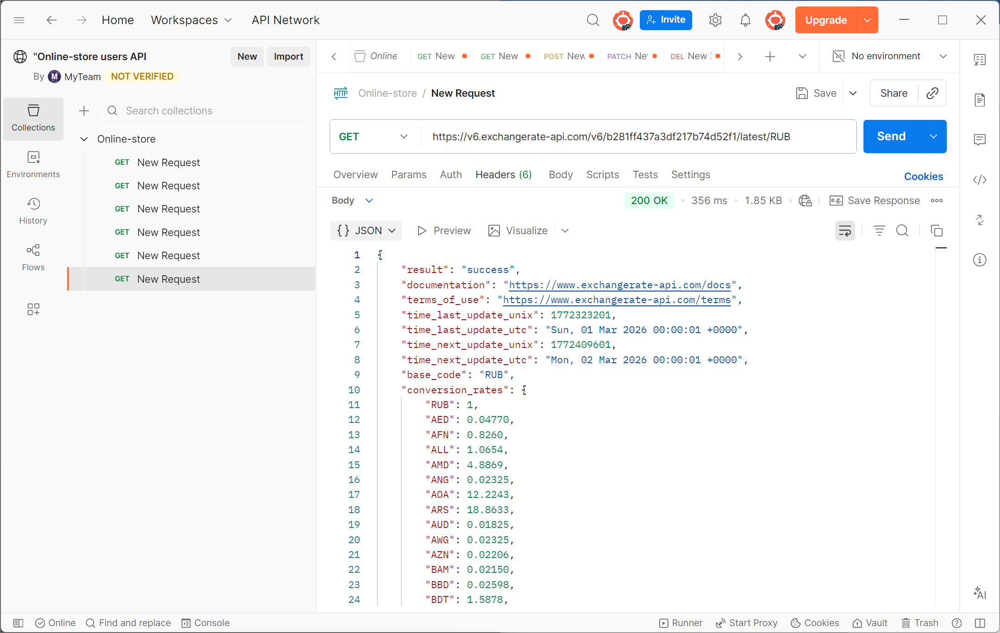 Home
Workspaces
API Network
Invite
Upgrade
"Online-store users API
New
Import
By M MyTeam NOT VERIFIED
Online
GET New
GET New
POST New
PATCH
DEL New
No environment
Collections
Environments
History
Flows
Search collections
Online-store
GET New Request
GET New Request
GET New Request
GET New Request
GET New Request
GET New Request
HTTP Online-store / New Request
Save
Share
GET
https://v6.exchangerate-api.com/v6/b281ff437a3df217b74d52f1/latest/RUB
Send
Overview Params Auth Headers (6) Body Scripts Tests Settings
Cookies
Body
200 OK 356 ms 1.85 KB
e.g. Save Response
{} JSON
Preview
Visualize
1 {
2 "result": "success",
3 "documentation": "https://www.exchangerate-api.com/docs",
4 "terms_of_use": "https://www.exchangerate-api.com/terms",
5 "time_last_update_unix": 1772323201,
6 "time_last_update_utc": "Sun, 01 Mar 2026 00:00:01 +0000",
7 "time_next_update_unix": 1772409601,
8 "time_next_update_utc": "Mon, 02 Mar 2026 00:00:01 +0000",
9 "base_code": "RUB",
10 "conversion_rates": {
11 "RUB": 1,
12 "AED": 0.04770,
13 "AFN": 0.8260,
14 "ALL": 1.0654,
15 "AMD": 4.8869,
16 "ANG": 0.02325,
17 "AOA": 12.2243,
18 "ARS": 18.8633,
19 "AUD": 0.01825,
20 "AWG": 0.02325,
21 "AZN": 0.02206,
22 "BAM": 0.02150,
23 "BBD": 0.02598,
24 "BDT": 1.5878,
AI
Online
Find and replace
Console
Runner
Start Proxy
Cookies
Vault
Trash